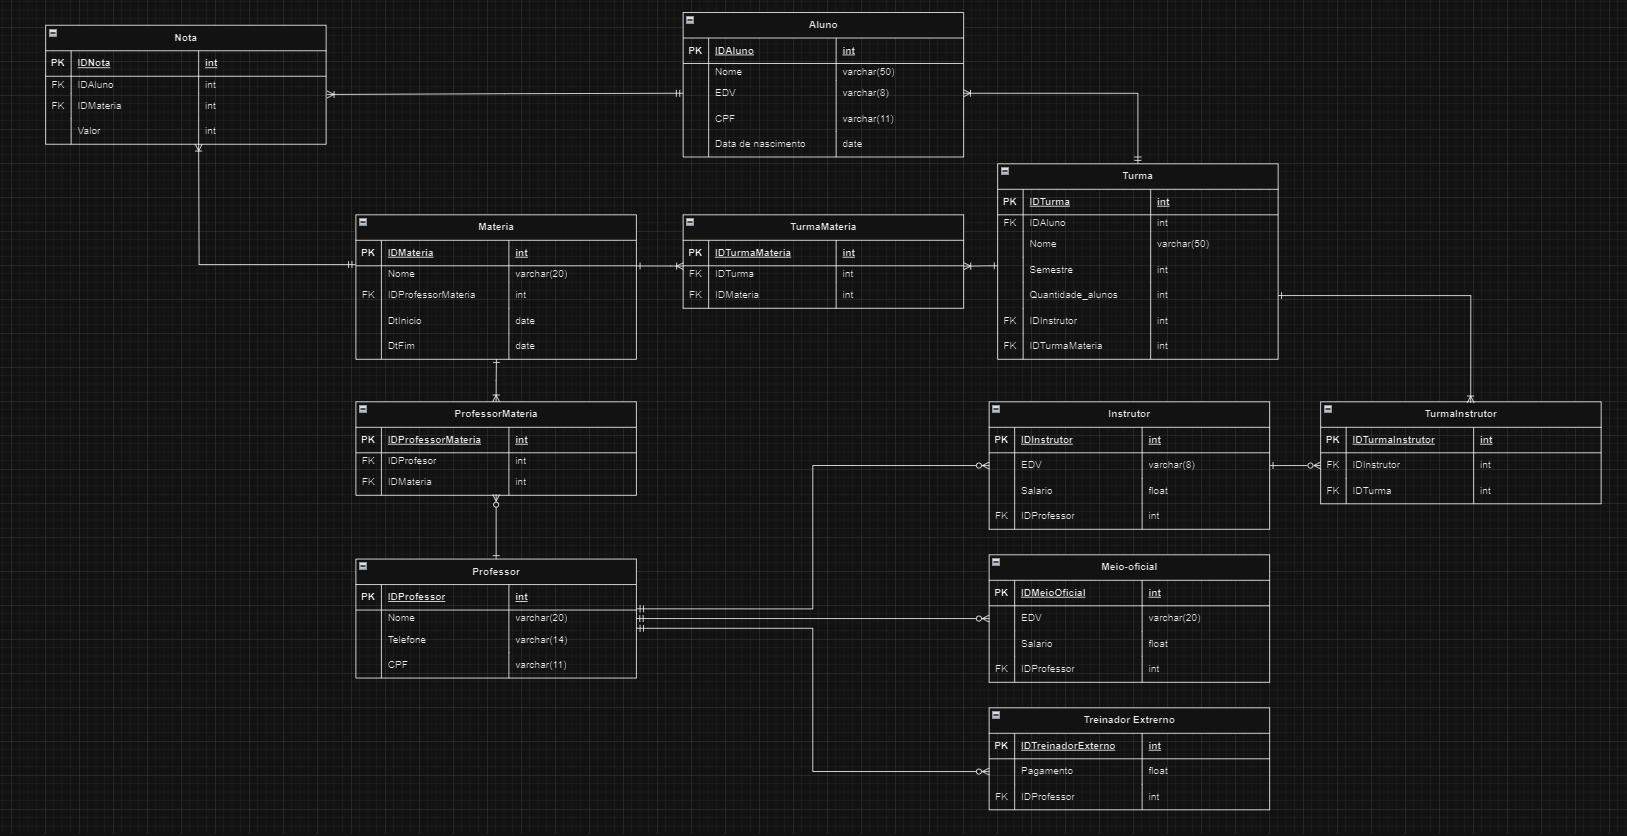 Nota
PK IDNota int
FK IDAluno int
FK IDMateria int
Valor int
Aluno
PK IDAluno int
Nome varchar(50)
EDV varchar(8)
CPF varchar(11)
Data de nascimento date
Turma
PK IDTurma int
FK IDAluno int
Nome varchar(50)
Semestre int
Quantidade_alunos int
FK IDInstrutor int
FK IDTurmaMateria int
Materia
PK IDMateria int
Nome varchar(20)
FK IDProfessorMateria int
DtInicio date
DtFim date
TurmaMateria
PK IDTurmaMateria int
FK IDTurma int
FK IDMateria int
ProfessorMateria
PK IDProfessorMateria int
FK IDProfesor int
FK IDMateria int
Instrutor
PK IDInstrutor int
EDV varchar(8)
Salario float
FK IDProfessor int
TurmaInstrutor
PK IDTurmaInstrutor int
FK IDInstrutor int
FK IDTurma int
Professor
PK IDProfessor int
Nome varchar(20)
Telefone varchar(14)
CPF varchar(11)
Meio-oficial
PK IDMeioOficial int
EDV varchar(20)
Salario float
FK IDProfessor int
Treinador Extrerno
PK IDTreinadorExterno int
Pagamento float
FK IDProfessor int